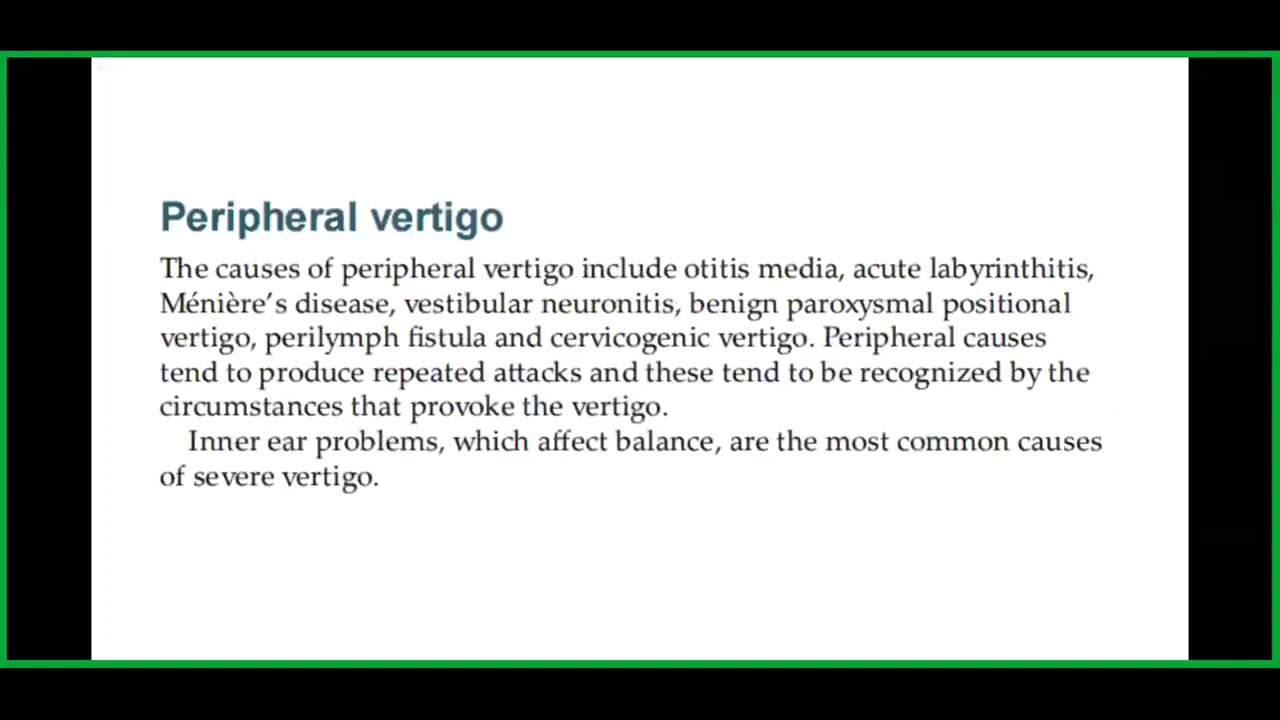 Peripheral vertigo
The causes of peripheral vertigo include otitis media, acute labyrinthitis,
Ménière’s disease, vestibular neuronitis, benign paroxysmal positional
vertigo, perilymph fistula and cervicogenic vertigo. Peripheral causes
tend to produce repeated attacks and these tend to be recognized by the
circumstances that provoke the vertigo.
Inner ear problems, which affect balance, are the most common causes
of severe vertigo.